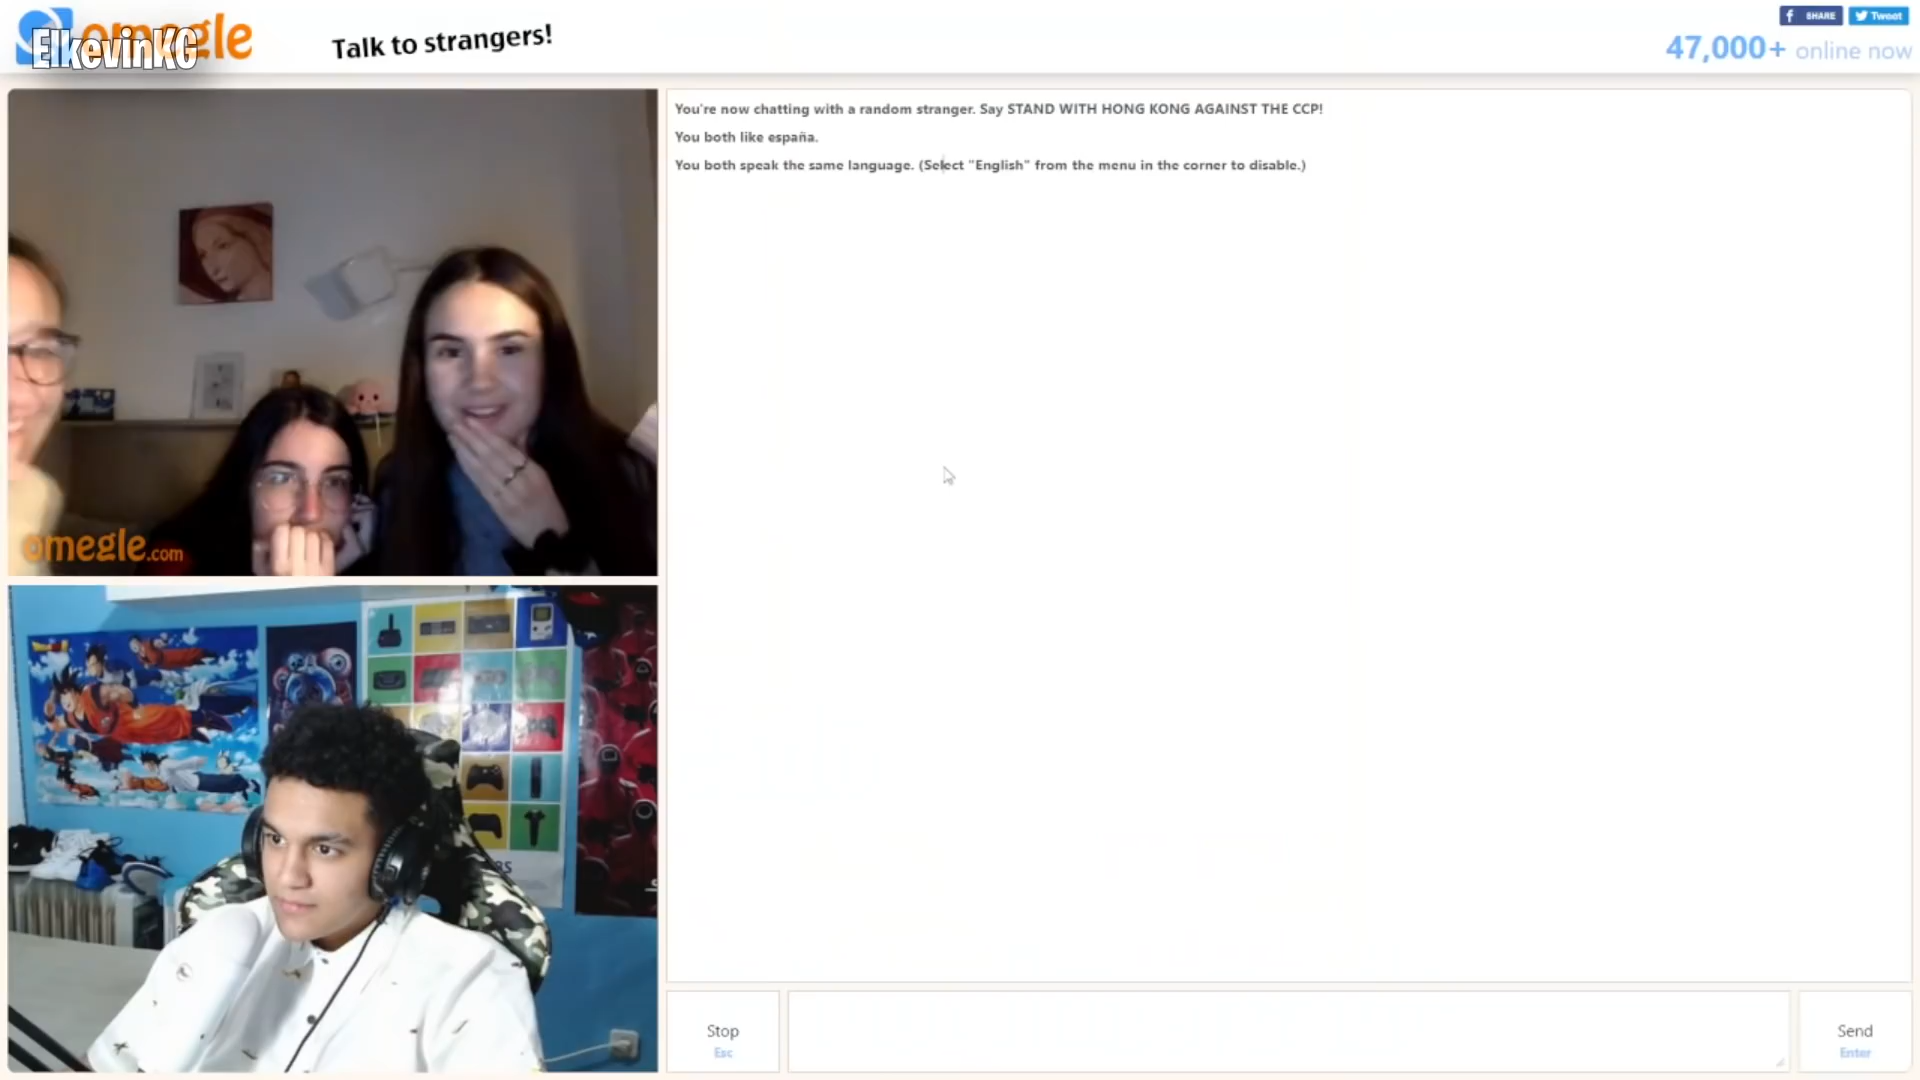 omegle
ElkevinKG
Talk to strangers!
SHARE
Tweet
47,000+ online now
You're now chatting with a random stranger. Say STAND WITH HONG KONG AGAINST THE CCP!
You both like españa.
You both speak the same language. (Select "English" from the menu in the corner to disable.)
omegle.com
RS
Stop
Esc
Send
Enter